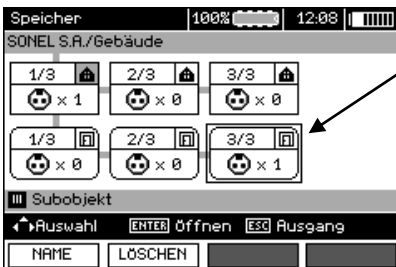 Speicher 100% 12:08
SONEL S.A./Gebäude
1/3 2/3 3/3
× 1 × 0 × 0
1/3 2/3 3/3
× 0 × 0 × 1
Subobjekt
Auswahl ENTER Öffnen ESC Ausgang
NAME LÖSCHEN